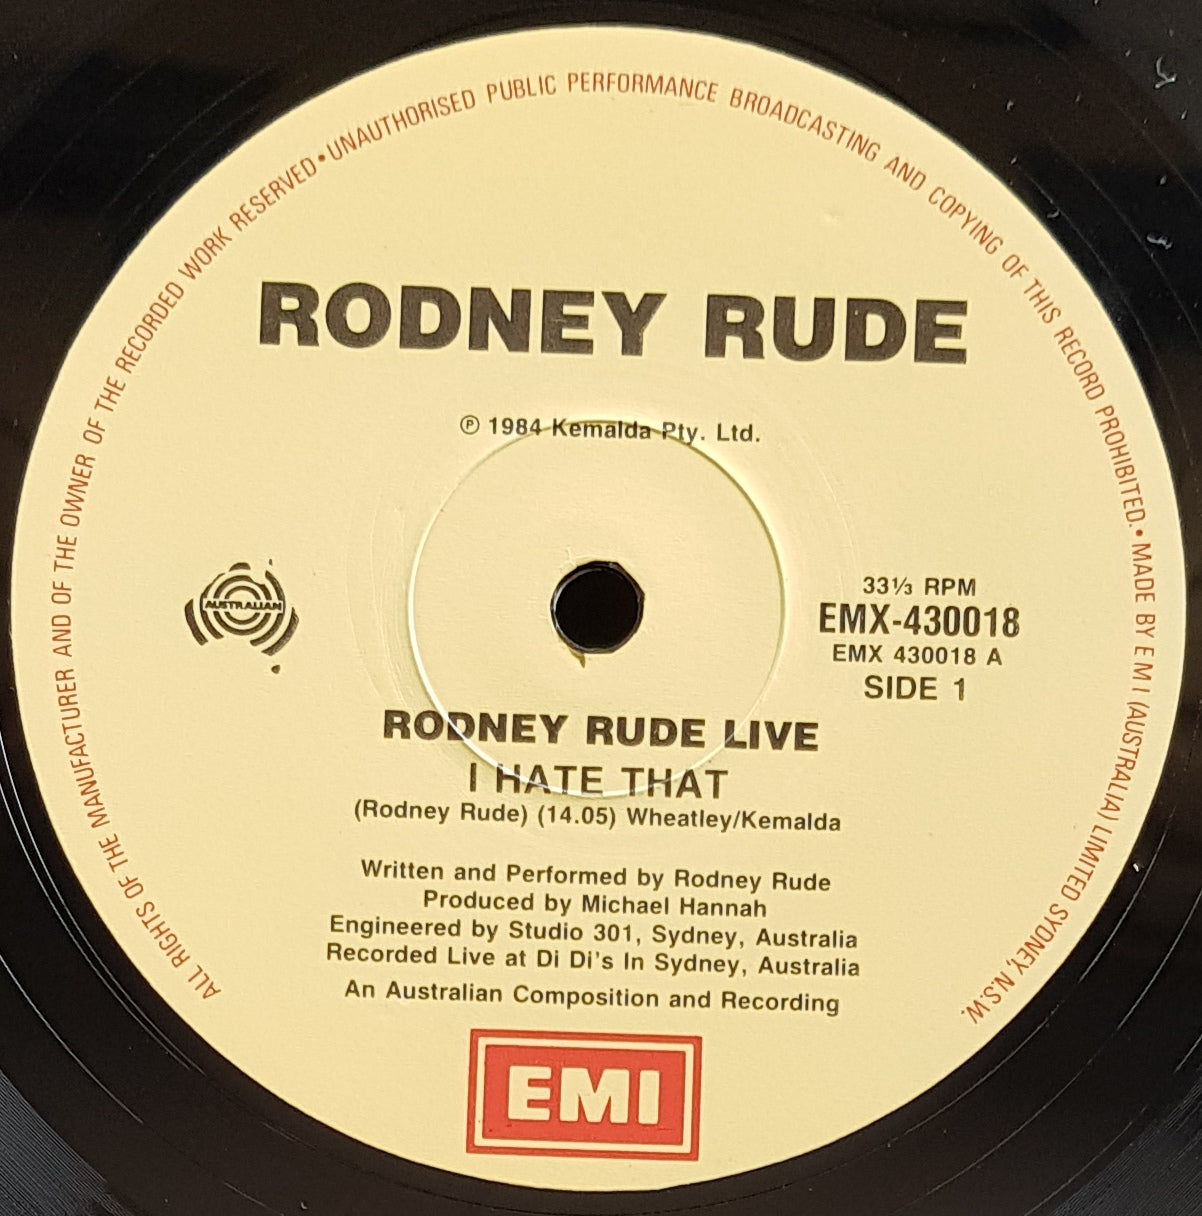 ALL RIGHTS OF THE MANUFACTURER AND OF THE OWNER OF THE RECORDED WORK RESERVED • UNAUTHORISED PUBLIC PERFORMANCE BROADCASTING AND COPYING OF THIS RECORD PROHIBITED. • MADE BY E M I (AUSTRALIA) LIMITED SYDNEY, N.S.W.
RODNEY RUDE
℗ 1984 Kemalda Pty. Ltd.
AUSTRALIAN
33⅓ RPM
EMX-430018
EMX 430018 A
SIDE 1
RODNEY RUDE LIVE
I HATE THAT
(Rodney Rude) (14.05) Wheatley/Kemalda
Written and Performed by Rodney Rude
Produced by Michael Hannah
Engineered by Studio 301, Sydney, Australia
Recorded Live at Di Di's In Sydney, Australia
An Australian Composition and Recording
EMI